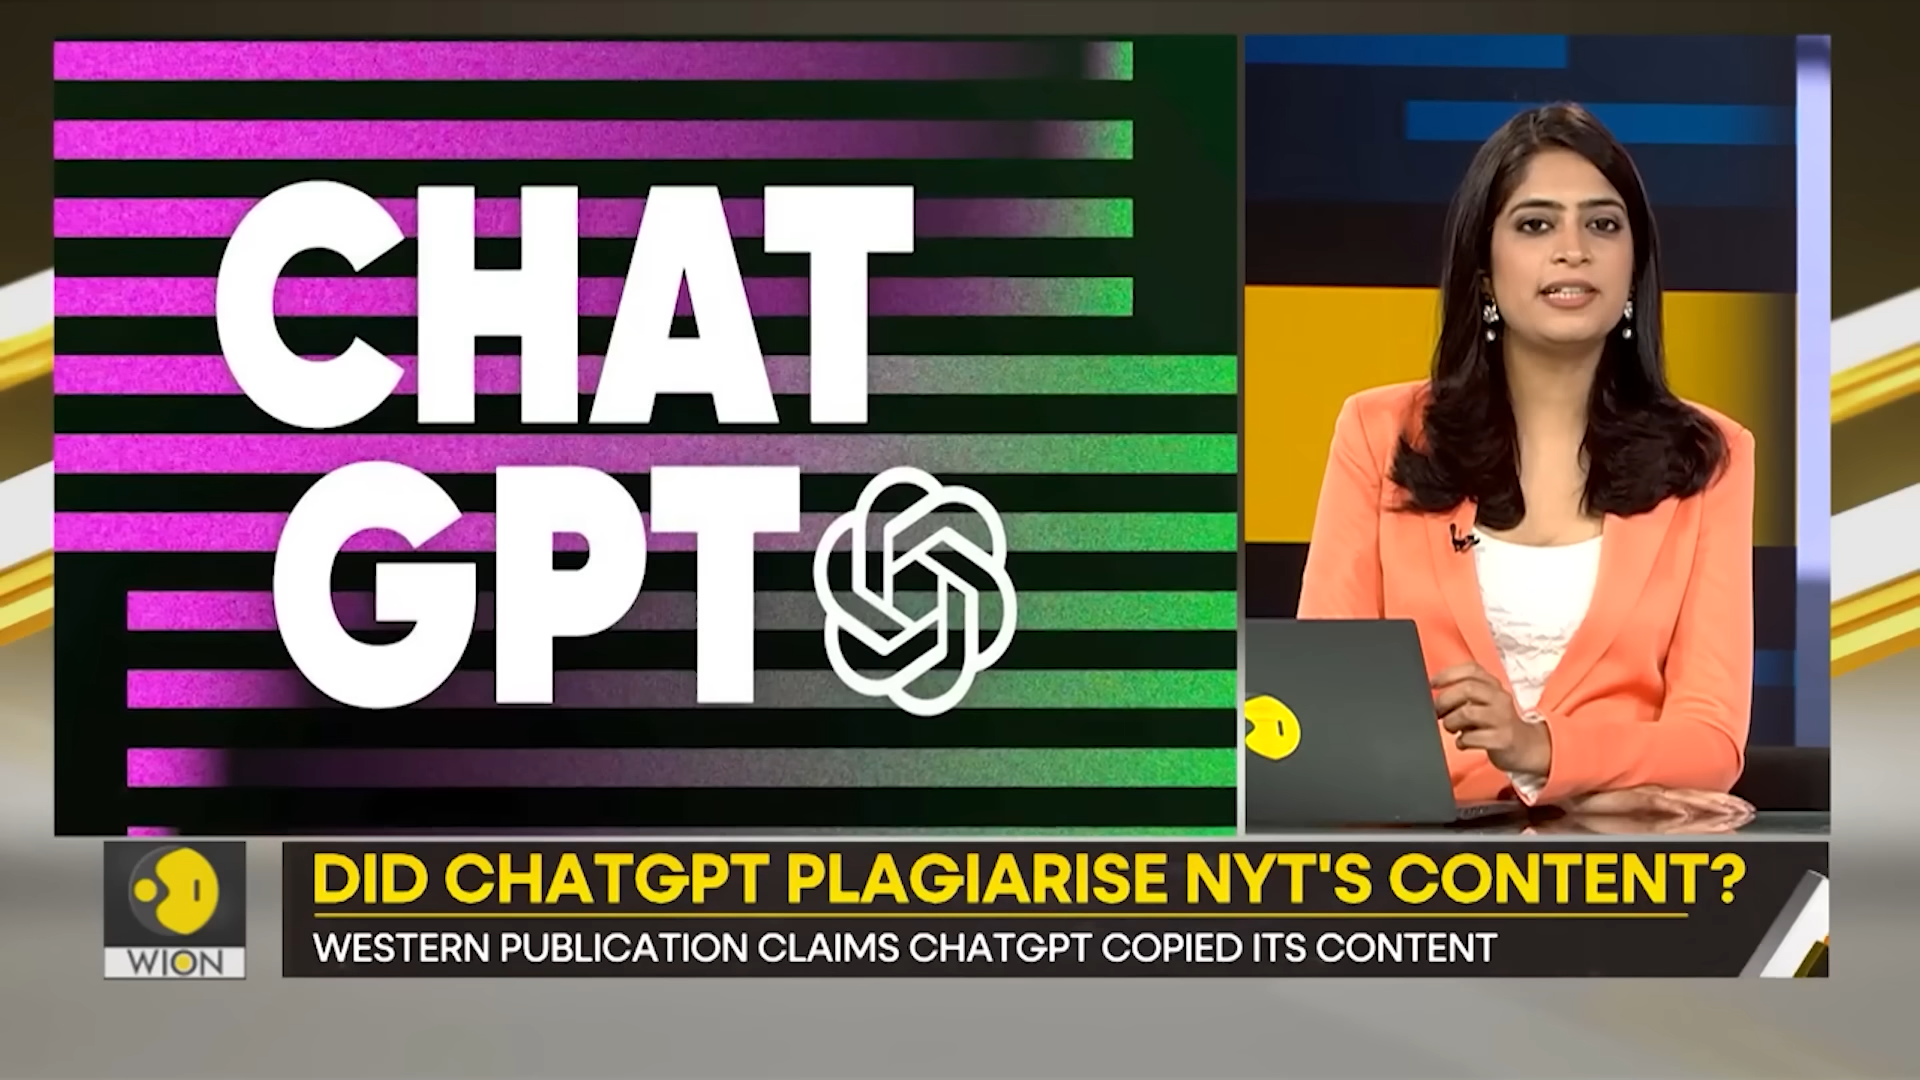 CHAT
GPT
DID CHATGPT PLAGIARISE NYT'S CONTENT?
WESTERN PUBLICATION CLAIMS CHATGPT COPIED ITS CONTENT
WION